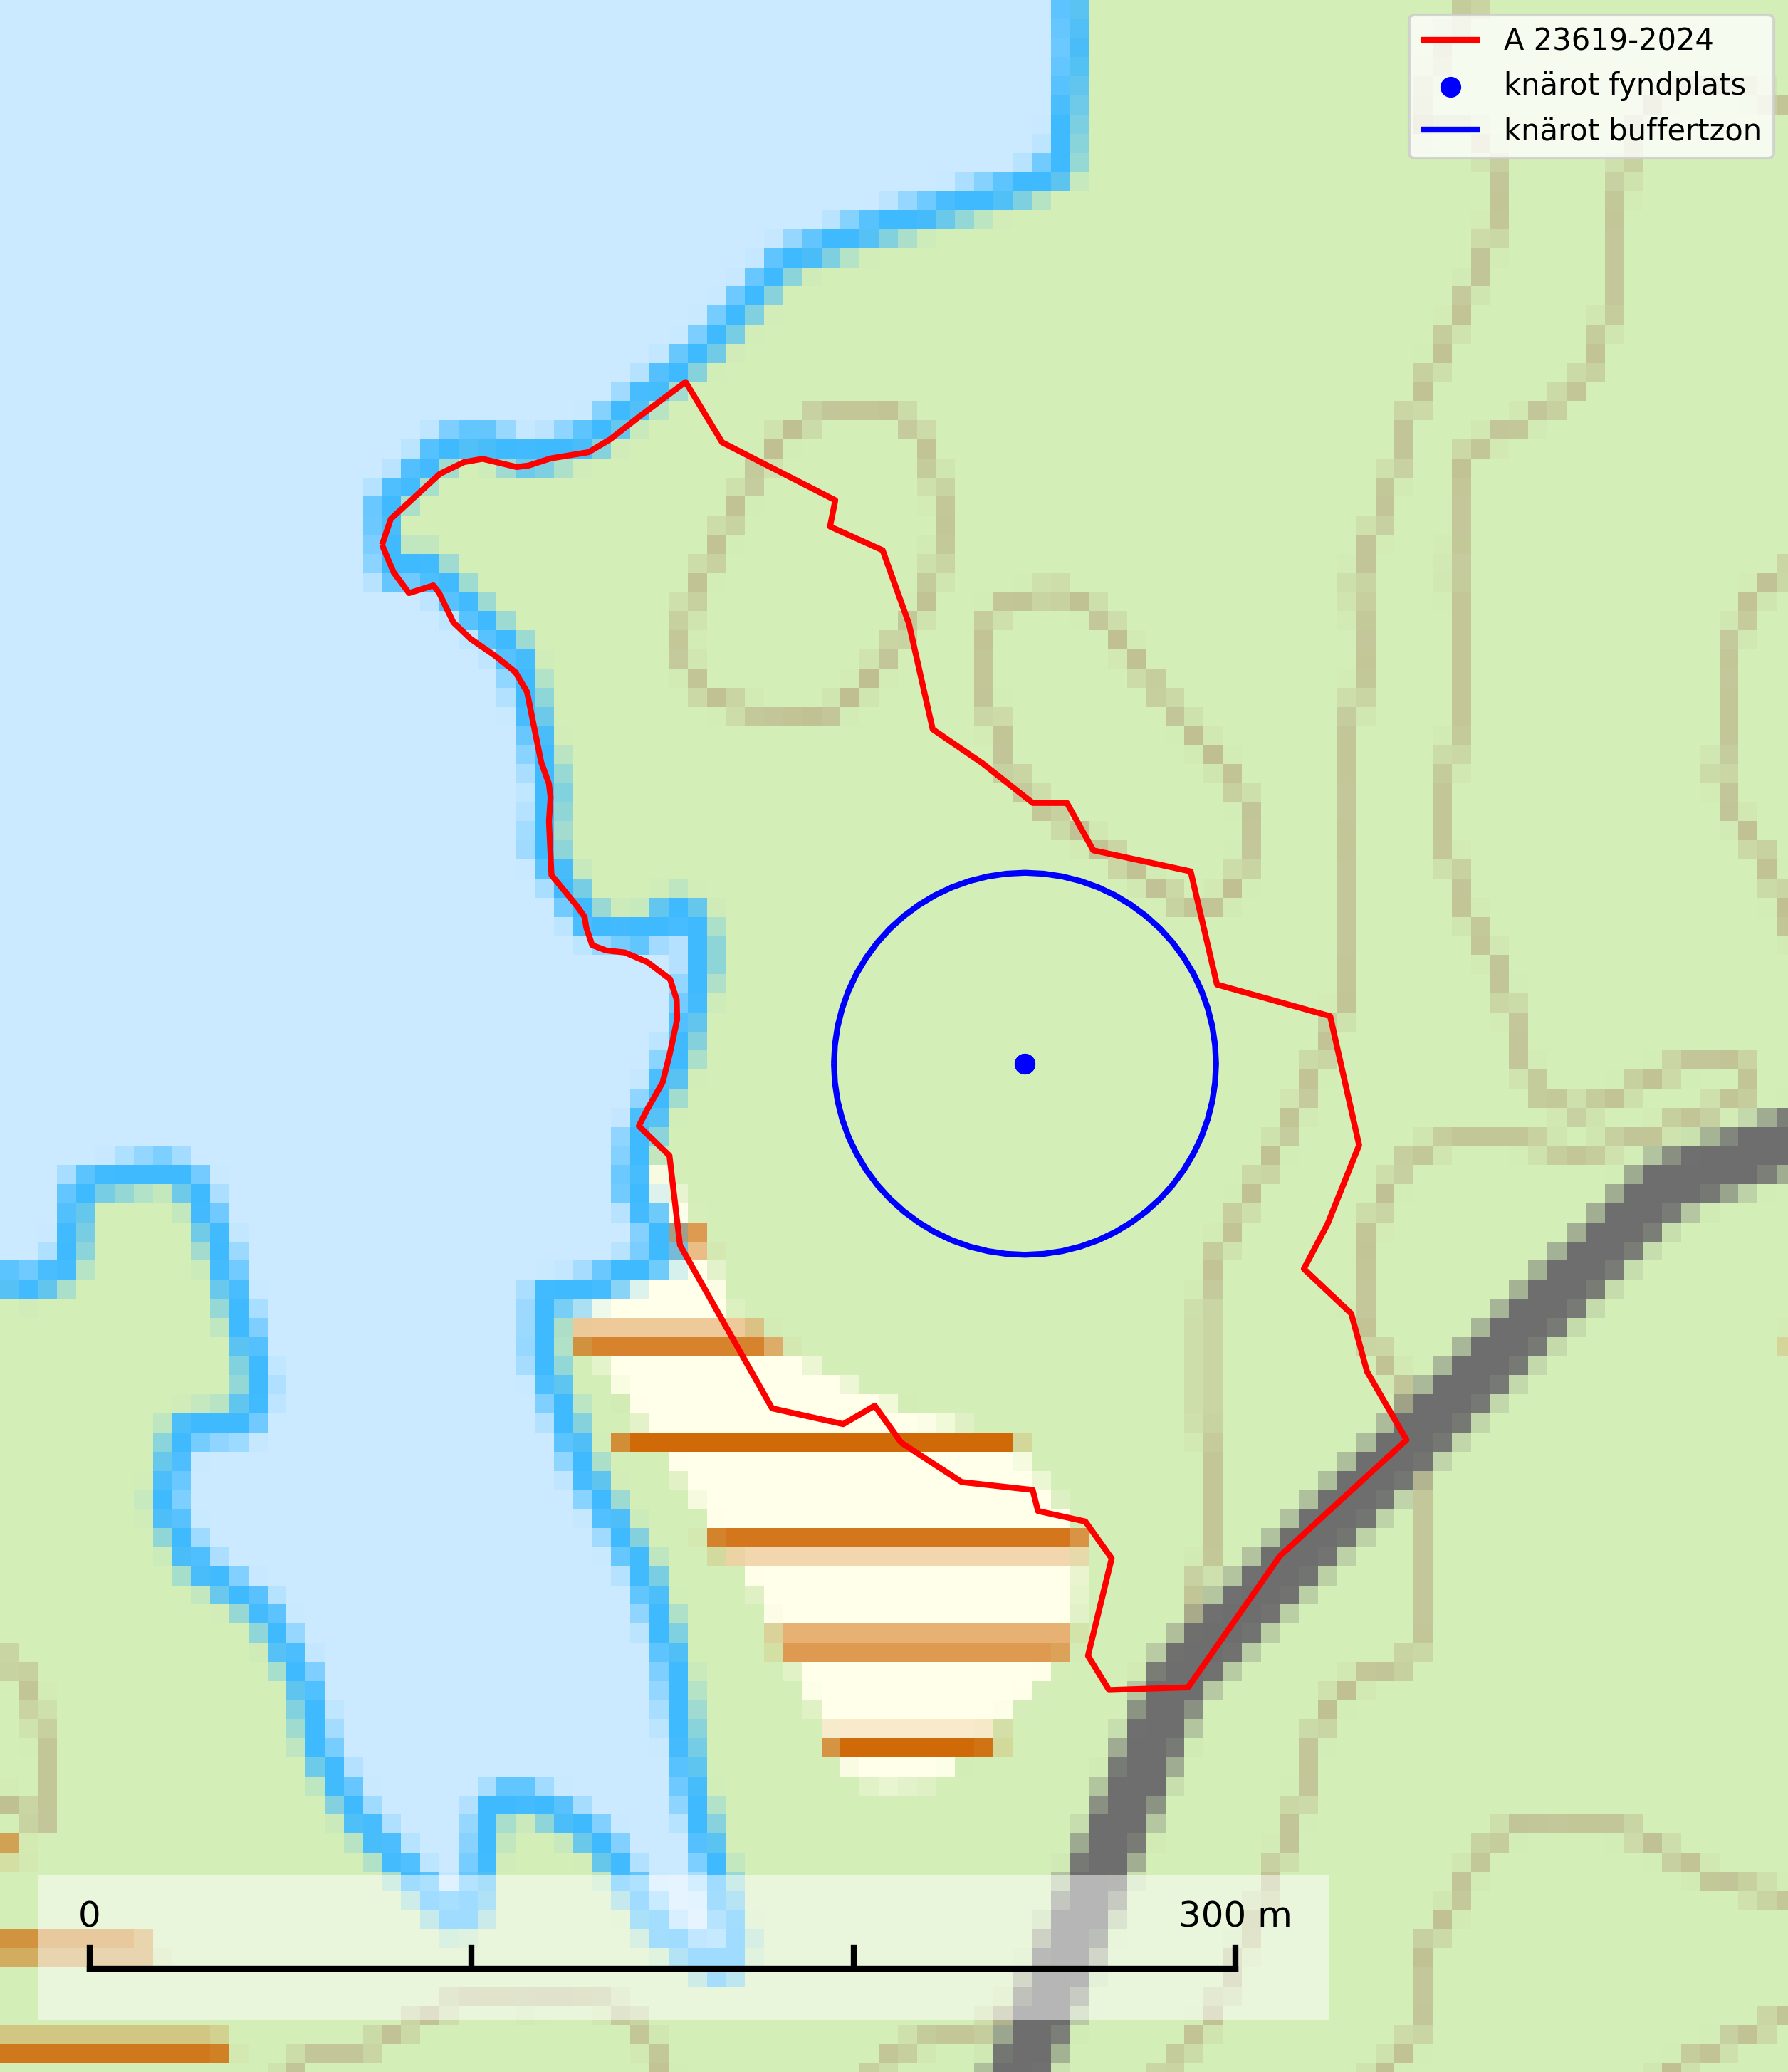 A 23619-2024
knärot fyndplats
knärot buffertzon
0
300 m